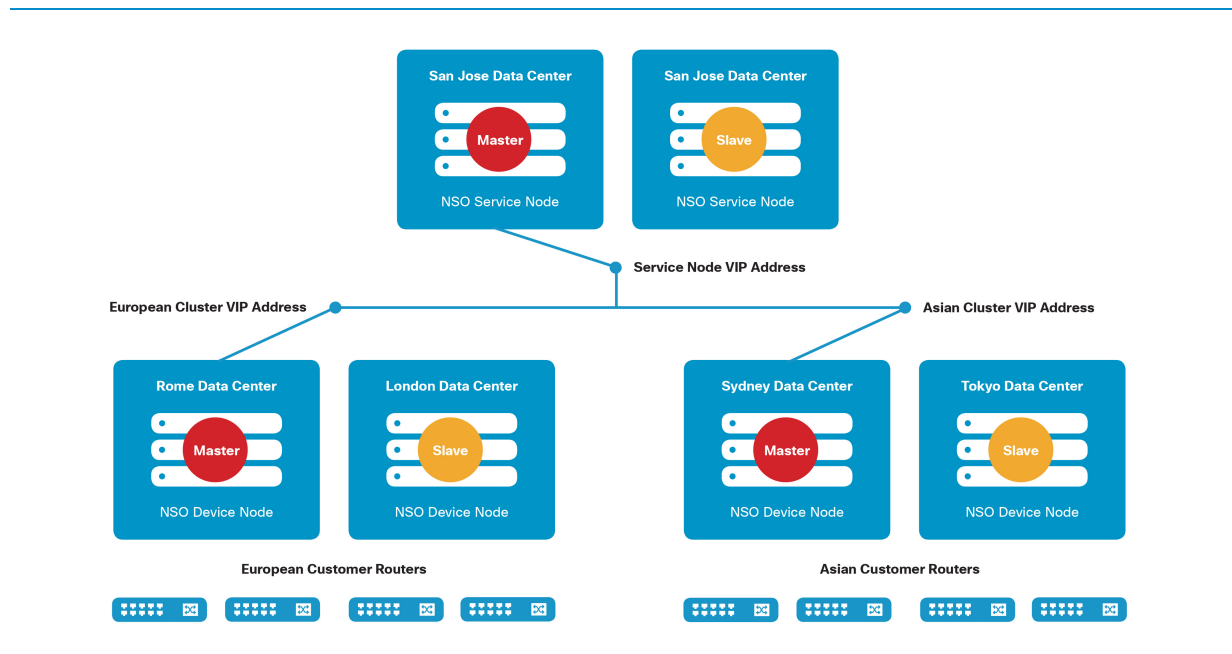 San Jose Data Center
San Jose Data Center
Master
Slave
NSO Service Node
NSO Service Node
Service Node VIP Address
European Cluster VIP Address
Asian Cluster VIP Address
Rome Data Center
London Data Center
Sydney Data Center
Tokyo Data Center
Master
Slave
Master
Slave
NSO Device Node
NSO Device Node
NSO Device Node
NSO Device Node
European Customer Routers
Asian Customer Routers